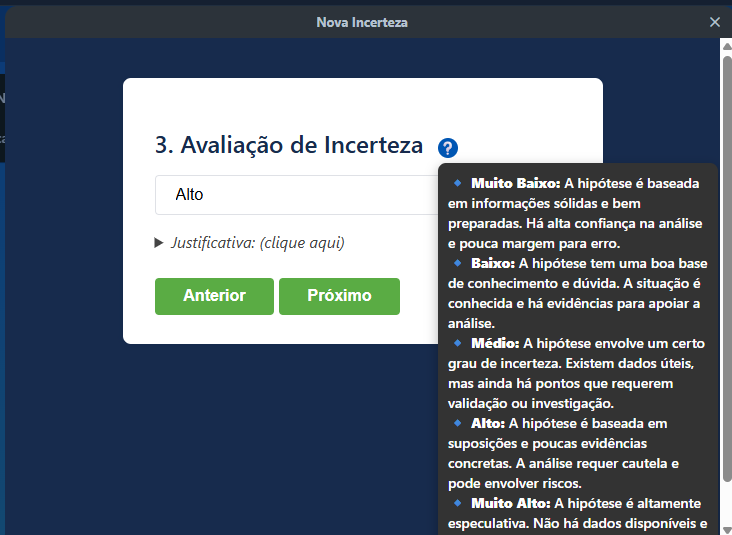 Nova Incerteza
3. Avaliação de Incerteza ?
Alto
Justificativa: (clique aqui)
Anterior
Próximo
Muito Baixo: A hipótese é baseada
em informações sólidas e bem
preparadas. Há alta confiança na análise
e pouca margem para erro.
Baixo: A hipótese tem uma boa base
de conhecimento e dúvida. A situação é
conhecida e há evidências para apoiar a
análise.
Médio: A hipótese envolve um certo
grau de incerteza. Existem dados úteis,
mas ainda há pontos que requerem
validação ou investigação.
Alto: A hipótese é baseada em
suposições e poucas evidências
concretas. A análise requer cautela e
pode envolver riscos.
Muito Alto: A hipótese é altamente
especulativa. Não há dados disponíveis e